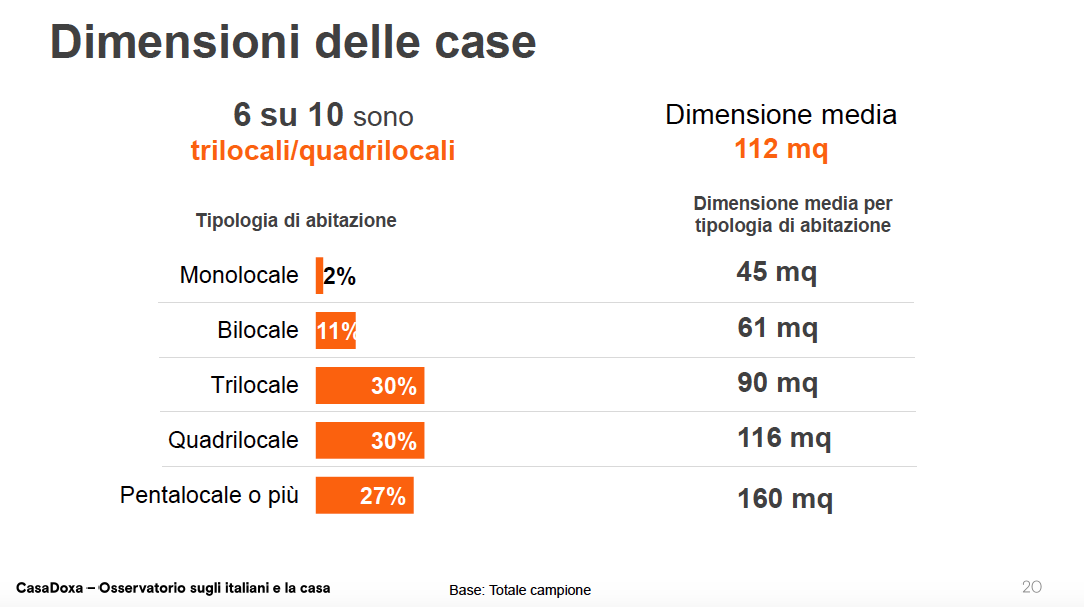 Dimensioni delle case
6 su 10 sono
trilocali/quadrilocali
Dimensione media
112 mq
Tipologia di abitazione
Dimensione media per
tipologia di abitazione
Monolocale 2% 45 mq
Bilocale 11% 61 mq
Trilocale 30% 90 mq
Quadrilocale 30% 116 mq
Pentalocale o più 27% 160 mq
CasaDoxa – Osservatorio sugli italiani e la casa
Base: Totale campione
20